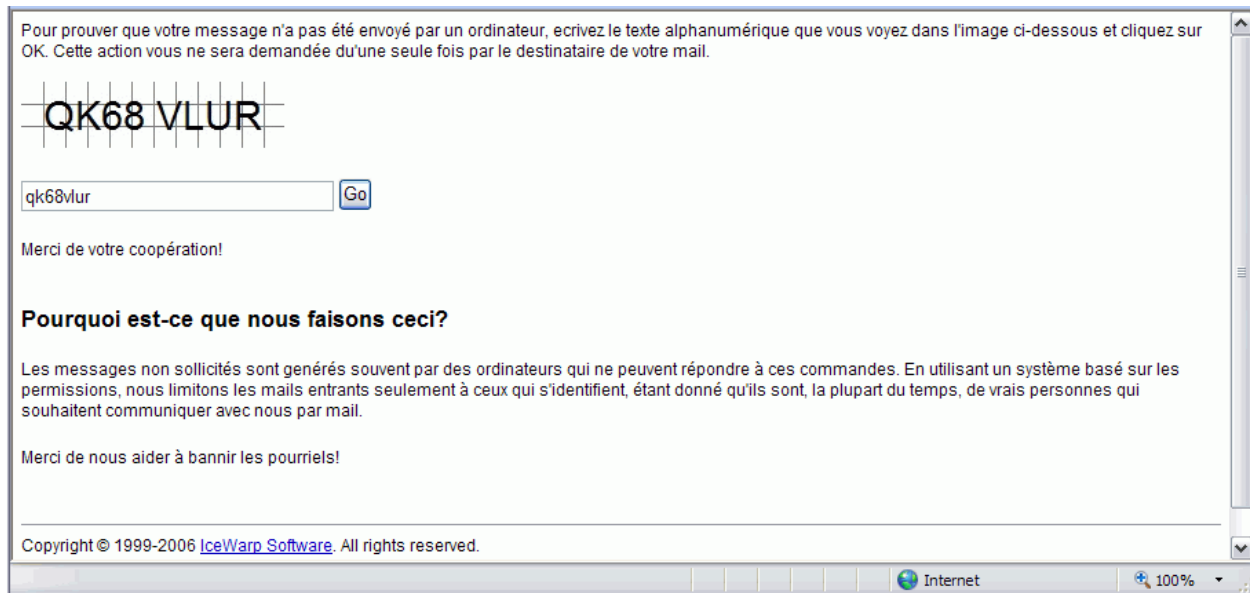 Pour prouver que votre message n'a pas été envoyé par un ordinateur, ecrivez le texte alphanumérique que vous voyez dans l'image ci-dessous et cliquez sur
OK. Cette action vous ne sera demandée du'une seule fois par le destinataire de votre mail.
QK68 VLUR
qk68vlur Go
Merci de votre coopération!
Pourquoi est-ce que nous faisons ceci?
Les messages non sollicités sont genérés souvent par des ordinateurs qui ne peuvent répondre à ces commandes. En utilisant un système basé sur les
permissions, nous limitons les mails entrants seulement à ceux qui s'identifient, étant donné qu'ils sont, la plupart du temps, de vrais personnes qui
souhaitent communiquer avec nous par mail.
Merci de nous aider à bannir les pourriels!
Copyright © 1999-2006 IceWarp Software. All rights reserved.
Internet 100%